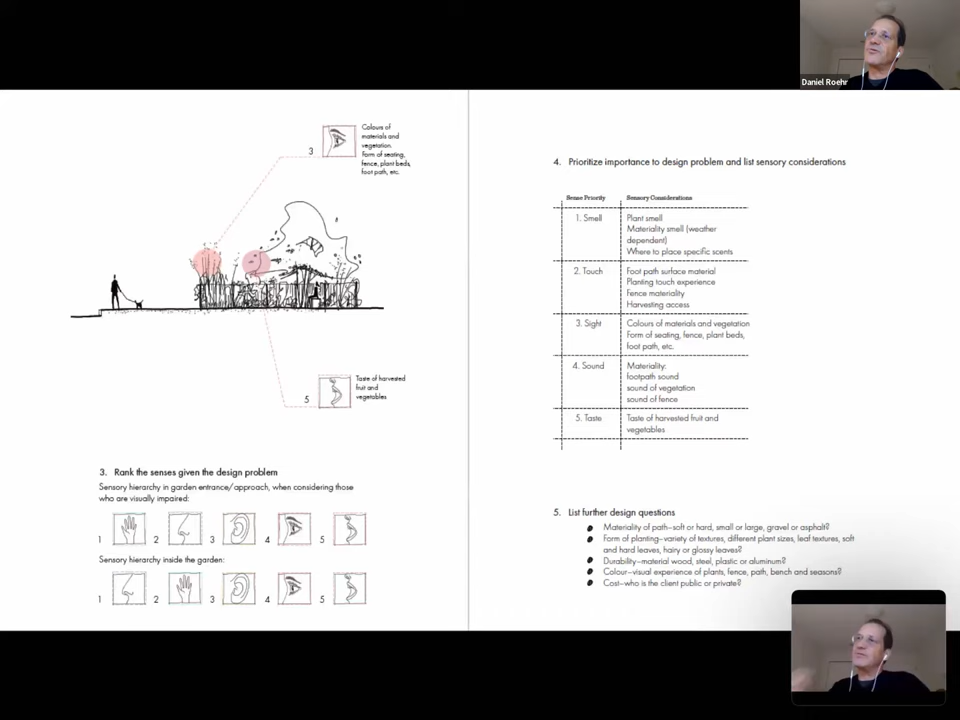 Daniel Roehr
3
Colours of
materials and
vegetation.
Form of seating,
fence, plant beds,
foot path, etc.
5
Taste of harvested
fruit and
vegetables
3. Rank the senses given the design problem
Sensory hierarchy in garden entrance/approach, when considering those
who are visually impaired:
1 2 3 4 5
Sensory hierarchy inside the garden:
1 2 3 4 5
4. Prioritize importance to design problem and list sensory considerations
Sense Priority Sensory Considerations
1. Smell Plant smell
Materiality smell (weather
dependent)
Where to place specific scents
2. Touch Foot path surface material
Planting touch experience
Fence materiality
Harvesting access
3. Sight Colours of materials and vegetation
Form of seating, fence, plant beds,
foot path, etc.
4. Sound Materiality:
footpath sound
sound of vegetation
sound of fence
5. Taste Taste of harvested fruit and
vegetables
5. List further design questions
Materiality of path–soft or hard, small or large, gravel or asphalt?
Form of planting–variety of textures, different plant sizes, leaf textures, soft
and hard leaves, hairy or glossy leaves?
Durability–material wood, steel, plastic or aluminum?
Colour–visual experience of plants, fence, path, bench and seasons?
Cost–who is the client public or private?